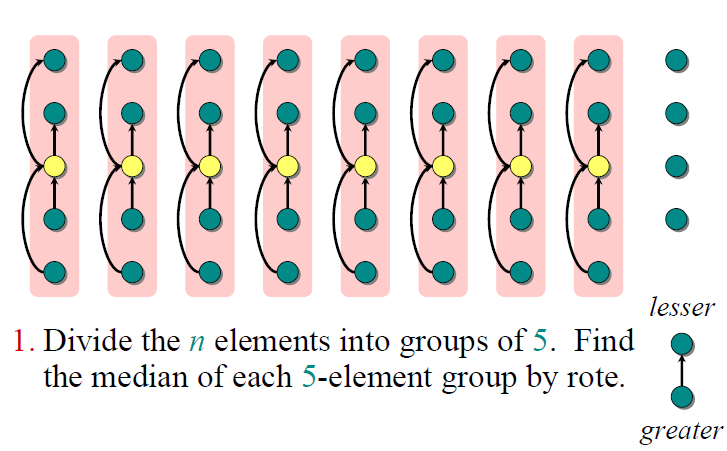 lesser
1. Divide the n elements into groups of 5. Find
the median of each 5-element group by rote.
greater